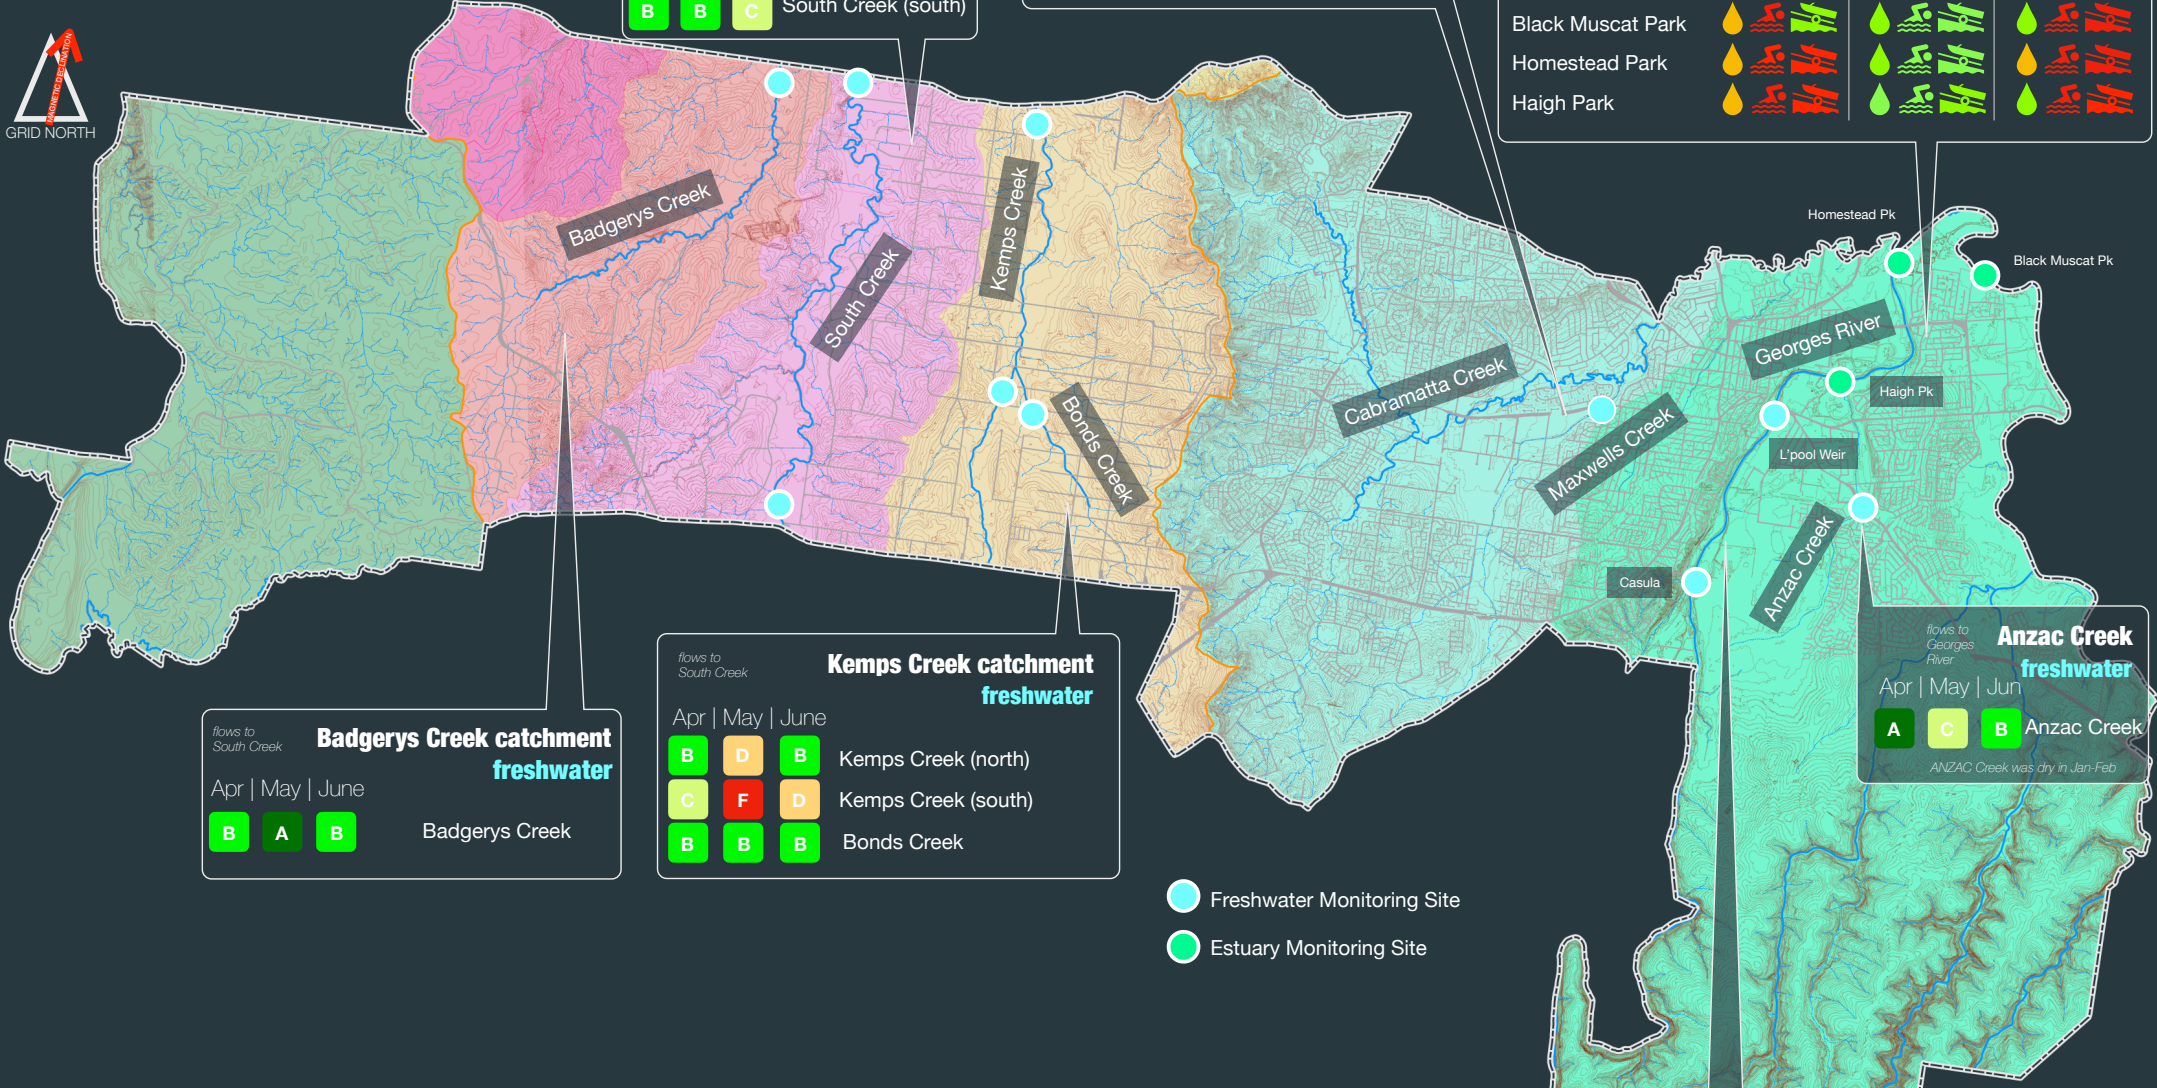 B B C South Creek (south)
Black Muscat Park
Homestead Park
Haigh Park
MAGNETIC DECLINATION
GRID NORTH
Badgerys Creek
South Creek
Kemps Creek
Bonds Creek
Cabramatta Creek
Maxwells Creek
Georges River
Anzac Creek
Homestead Pk
Black Muscat Pk
Haigh Pk
L'pool Weir
Casula
flows to
South Creek
Badgerys Creek catchment
freshwater
Apr | May | June
B A B Badgerys Creek
flows to
South Creek
Kemps Creek catchment
freshwater
Apr | May | June
B D B Kemps Creek (north)
C F D Kemps Creek (south)
B B B Bonds Creek
flows to
Georges
River
Anzac Creek
freshwater
Apr | May | Jun
A C B Anzac Creek
ANZAC Creek was dry in Jan-Feb
Freshwater Monitoring Site
Estuary Monitoring Site